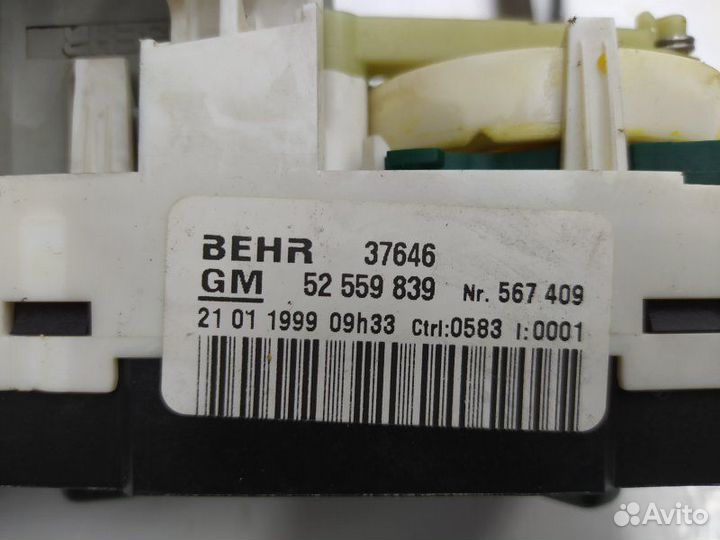 BEHR 37646
GM 52 559 839 Nr. 567 409
21 01 1999 09h33 Ctrl:0583 I:0001
Avito